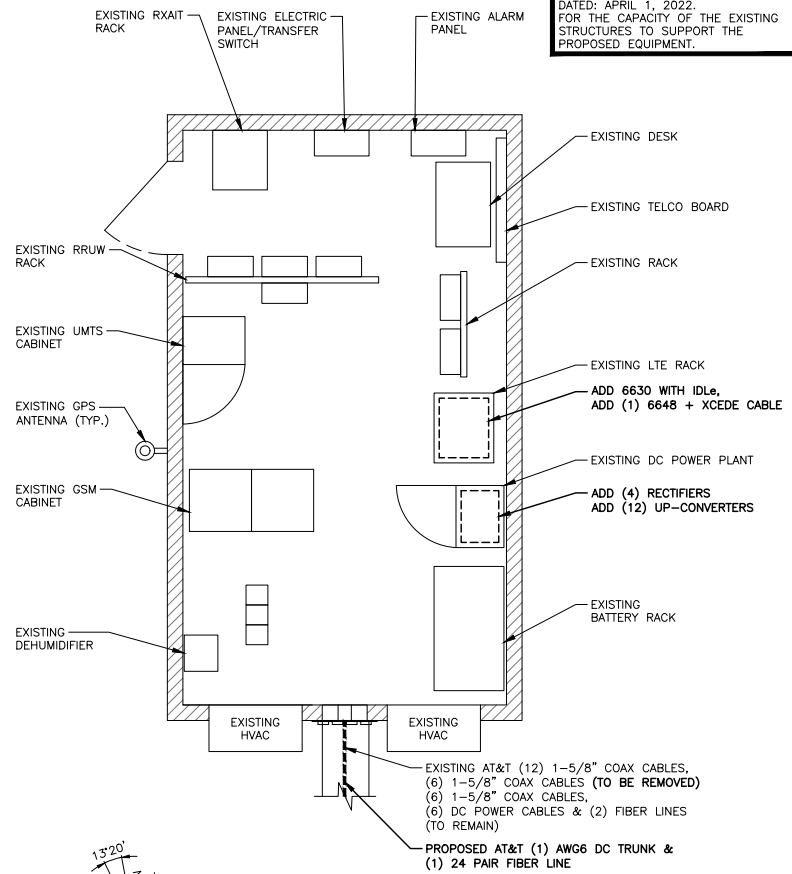 DATED: APRIL 1, 2022.
FOR THE CAPACITY OF THE EXISTING
STRUCTURES TO SUPPORT THE
PROPOSED EQUIPMENT.
EXISTING RXAIT
RACK
EXISTING ELECTRIC
PANEL/TRANSFER
SWITCH
EXISTING ALARM
PANEL
EXISTING DESK
EXISTING TELCO BOARD
EXISTING RRUW
RACK
EXISTING RACK
EXISTING UMTS
CABINET
EXISTING LTE RACK
ADD 6630 WITH IDLe,
ADD (1) 6648 + XCEDE CABLE
EXISTING GPS
ANTENNA (TYP.)
EXISTING DC POWER PLANT
EXISTING GSM
CABINET
ADD (4) RECTIFIERS
ADD (12) UP-CONVERTERS
EXISTING
BATTERY RACK
EXISTING
DEHUMIDIFIER
EXISTING
HVAC
EXISTING
HVAC
EXISTING AT&T (12) 1-5/8" COAX CABLES,
(6) 1-5/8" COAX CABLES (TO BE REMOVED)
(6) 1-5/8" COAX CABLES,
(6) DC POWER CABLES & (2) FIBER LINES
(TO REMAIN)
PROPOSED AT&T (1) AWG6 DC TRUNK &
(1) 24 PAIR FIBER LINE
13°20'